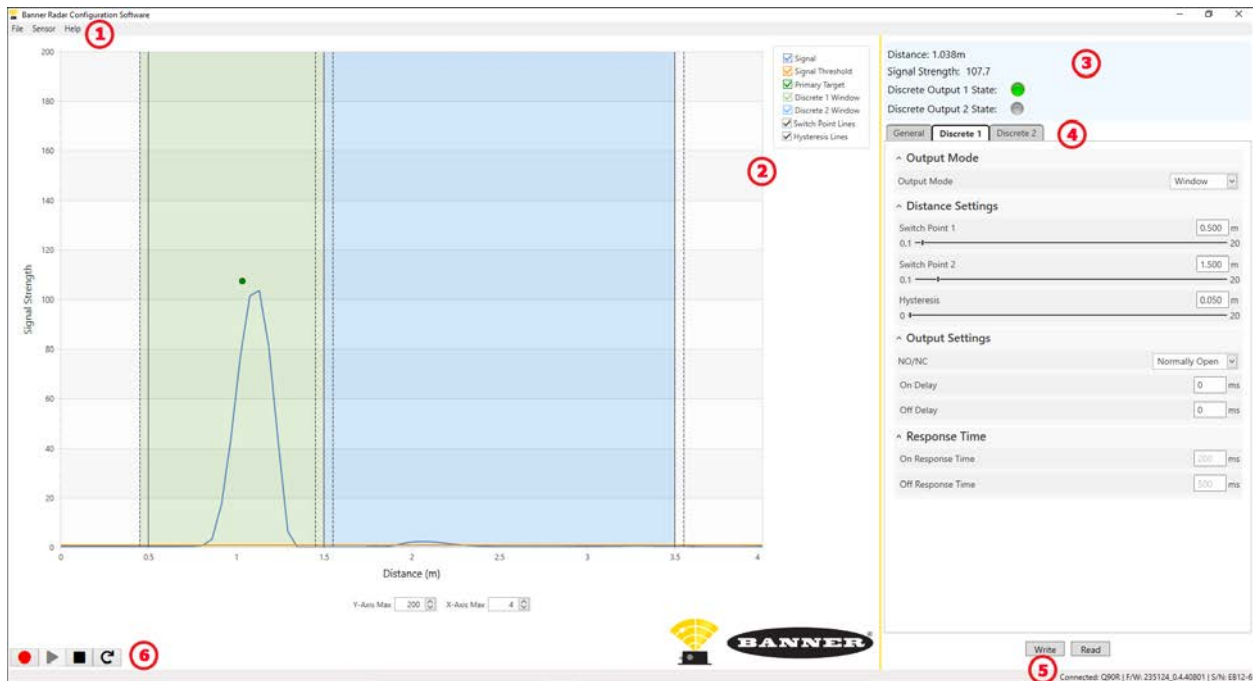 Banner Radar Configuration Software
File Sensor Help
1
200
180
160
140
120
100
80
60
40
20
0
Signal Strength
0 0.5 1 1.5 2 2.5 3 3.5 4
Distance (m)
Y-Axis Max 200 X-Axis Max 4
Signal
Signal Threshold
Primary Target
Discrete 1 Window
Discrete 2 Window
Switch Point Lines
Hysteresis Lines
2
BANNER
6
Distance: 1.038m
Signal Strength: 107.7
Discrete Output 1 State:
Discrete Output 2 State:
3
General Discrete 1 Discrete 2
4
Output Mode
Output Mode Window
Distance Settings
Switch Point 1 0.500 m
0.1 20
Switch Point 2 1.500 m
0.1 20
Hysteresis 0.050 m
0 20
Output Settings
NO/NC Normally Open
On Delay 0 ms
Off Delay 0 ms
Response Time
On Response Time 200 ms
Off Response Time 500 ms
Write Read
5
Connected: Q90R | F/W: 235124_0.4.40801 | S/N: EB12-6